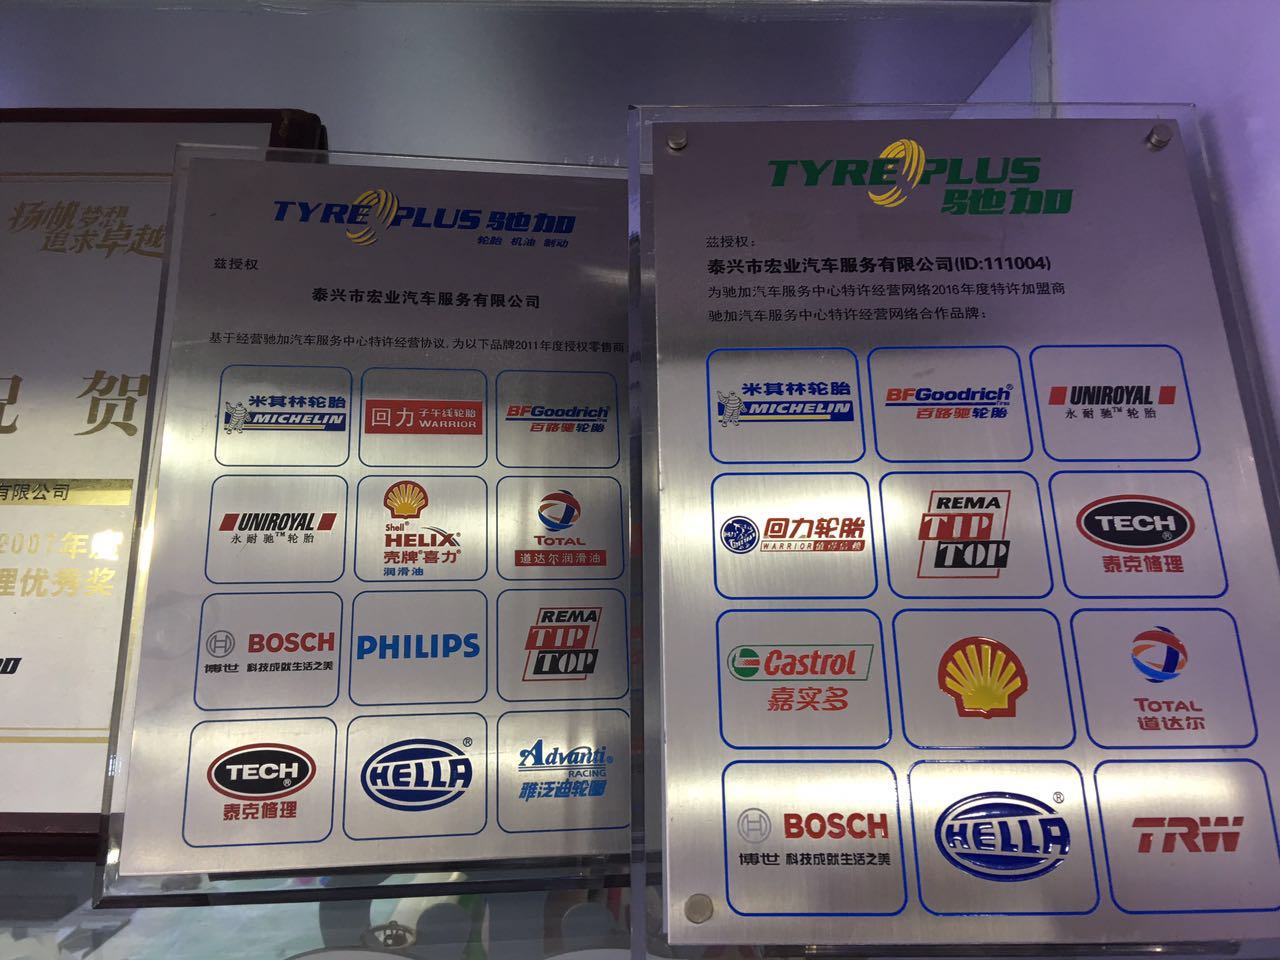 扬帆梦想
追求卓越
祝贺
有限公司
2007年度
理优秀奖
TYREPLUS 驰加
轮胎 机油 制动
兹授权
泰兴市宏业汽车服务有限公司
基于经营驰加汽车服务中心特许经营协议,为以下品牌2011年度授权零售商
米其林轮胎
MICHELIN
回力 子午线轮胎
WARRIOR
BFGoodrich®
Tires
百路驰轮胎
UNIROYAL
永耐驰™轮胎
Shell®
HELIX®
壳牌"喜力"
润滑油
TOTAL
道达尔润滑油
BOSCH
博世 科技成就生活之美
PHILIPS
REMA
TIP
TOP
TECH®
泰克修理
HELLA®
Advanti®
RACING
雅泛迪轮圈
TYREPLUS
驰加
兹授权:
泰兴市宏业汽车服务有限公司(ID:111004)
为驰加汽车服务中心特许经营网络2016年度特许加盟商
驰加汽车服务中心特许经营网络合作品牌:
米其林轮胎
MICHELIN
BFGoodrich®
Tires
百路驰轮胎
UNIROYAL
永耐驰™轮胎
回力轮胎
WARRIOR 值得信赖
REMA
TIP
TOP
TECH®
泰克修理
Castrol
嘉实多
TOTAL
道达尔
BOSCH
博世 科技成就生活之美
HELLA®
TRW